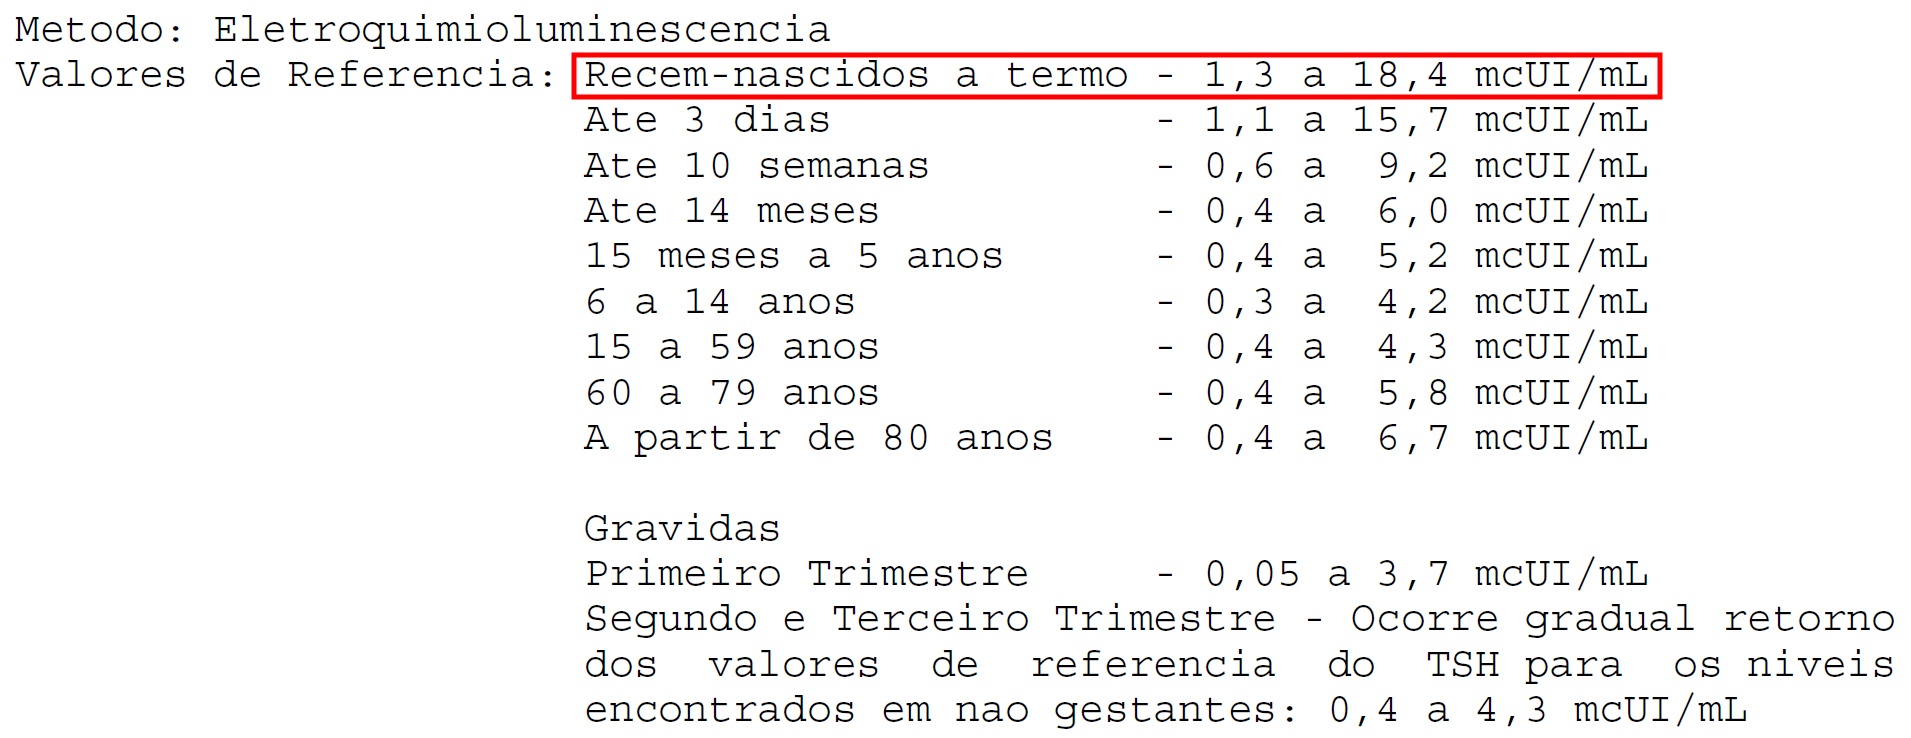 Metodo: Eletroquimioluminescencia
Valores de Referencia: Recem-nascidos a termo - 1,3 a 18,4 mcUI/mL
Ate 3 dias - 1,1 a 15,7 mcUI/mL
Ate 10 semanas - 0,6 a 9,2 mcUI/mL
Ate 14 meses - 0,4 a 6,0 mcUI/mL
15 meses a 5 anos - 0,4 a 5,2 mcUI/mL
6 a 14 anos - 0,3 a 4,2 mcUI/mL
15 a 59 anos - 0,4 a 4,3 mcUI/mL
60 a 79 anos - 0,4 a 5,8 mcUI/mL
A partir de 80 anos - 0,4 a 6,7 mcUI/mL
Gravidas
Primeiro Trimestre - 0,05 a 3,7 mcUI/mL
Segundo e Terceiro Trimestre - Ocorre gradual retorno
dos valores de referencia do TSH para os niveis
encontrados em nao gestantes: 0,4 a 4,3 mcUI/mL